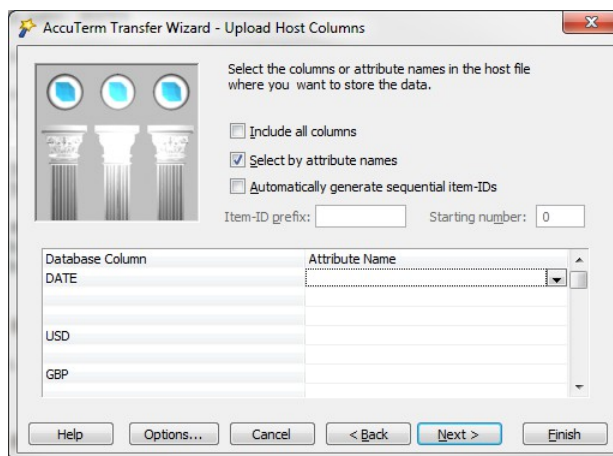 AccuTerm Transfer Wizard - Upload Host Columns
Select the columns or attribute names in the host file
where you want to store the data.
Include all columns
Select by attribute names
Automatically generate sequential item-IDs
Item-ID prefix: Starting number: 0
Database Column Attribute Name
DATE
USD
GBP
Help Options... Cancel < Back Next > Finish